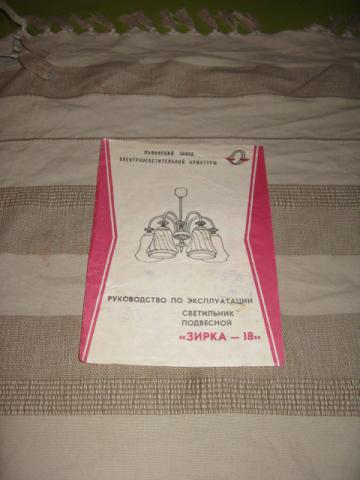 ЛЬВОВСКИЙ ЗАВОД
ЭЛЕКТРООСВЕТИТЕЛЬНОЙ АРМАТУРЫ
РУКОВОДСТВО ПО ЭКСПЛУАТАЦИИ
СВЕТИЛЬНИК
ПОДВЕСНОЙ
«ЗИРКА — 18»